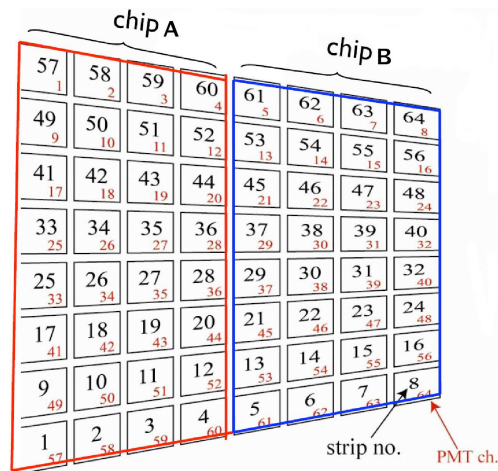 chip A
chip B
57 58 59 60 61 62 63 64
1 2 3 4 5 6 7 8
49 50 51 52 53 54 55 56
9 10 11 12 13 14 15 16
41 42 43 44 45 46 47 48
17 18 19 20 21 22 23 24
33 34 35 36 37 38 39 40
25 26 27 28 29 30 31 32
25 26 27 28 29 30 31 32
33 34 35 36 37 38 39 40
17 18 19 20 21 22 23 24
41 42 43 44 45 46 47 48
9 10 11 12 13 14 15 16
49 50 51 52 53 54 55 56
1 2 3 4 5 6 7 8
57 58 59 60 61 62 63 64
strip no.
PMT ch.